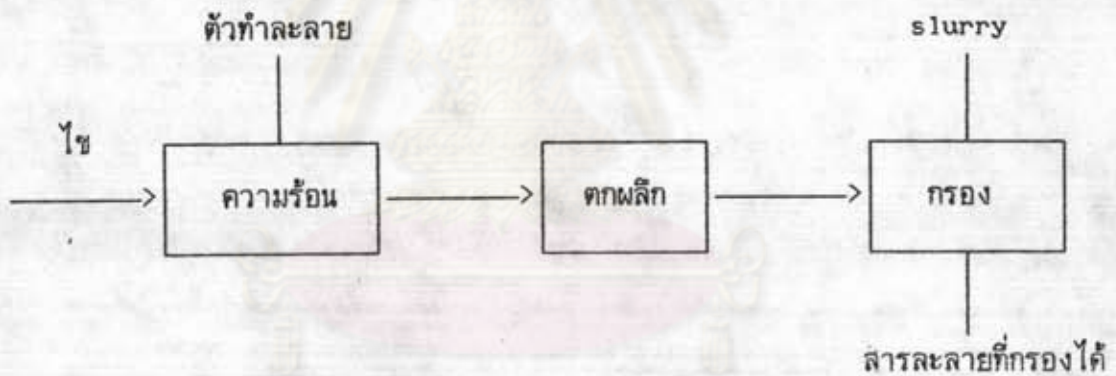 ตัวทำละลาย
slurry
ไข
ความร้อน
ตกผลึก
กรอง
สารละลายที่กรองได้